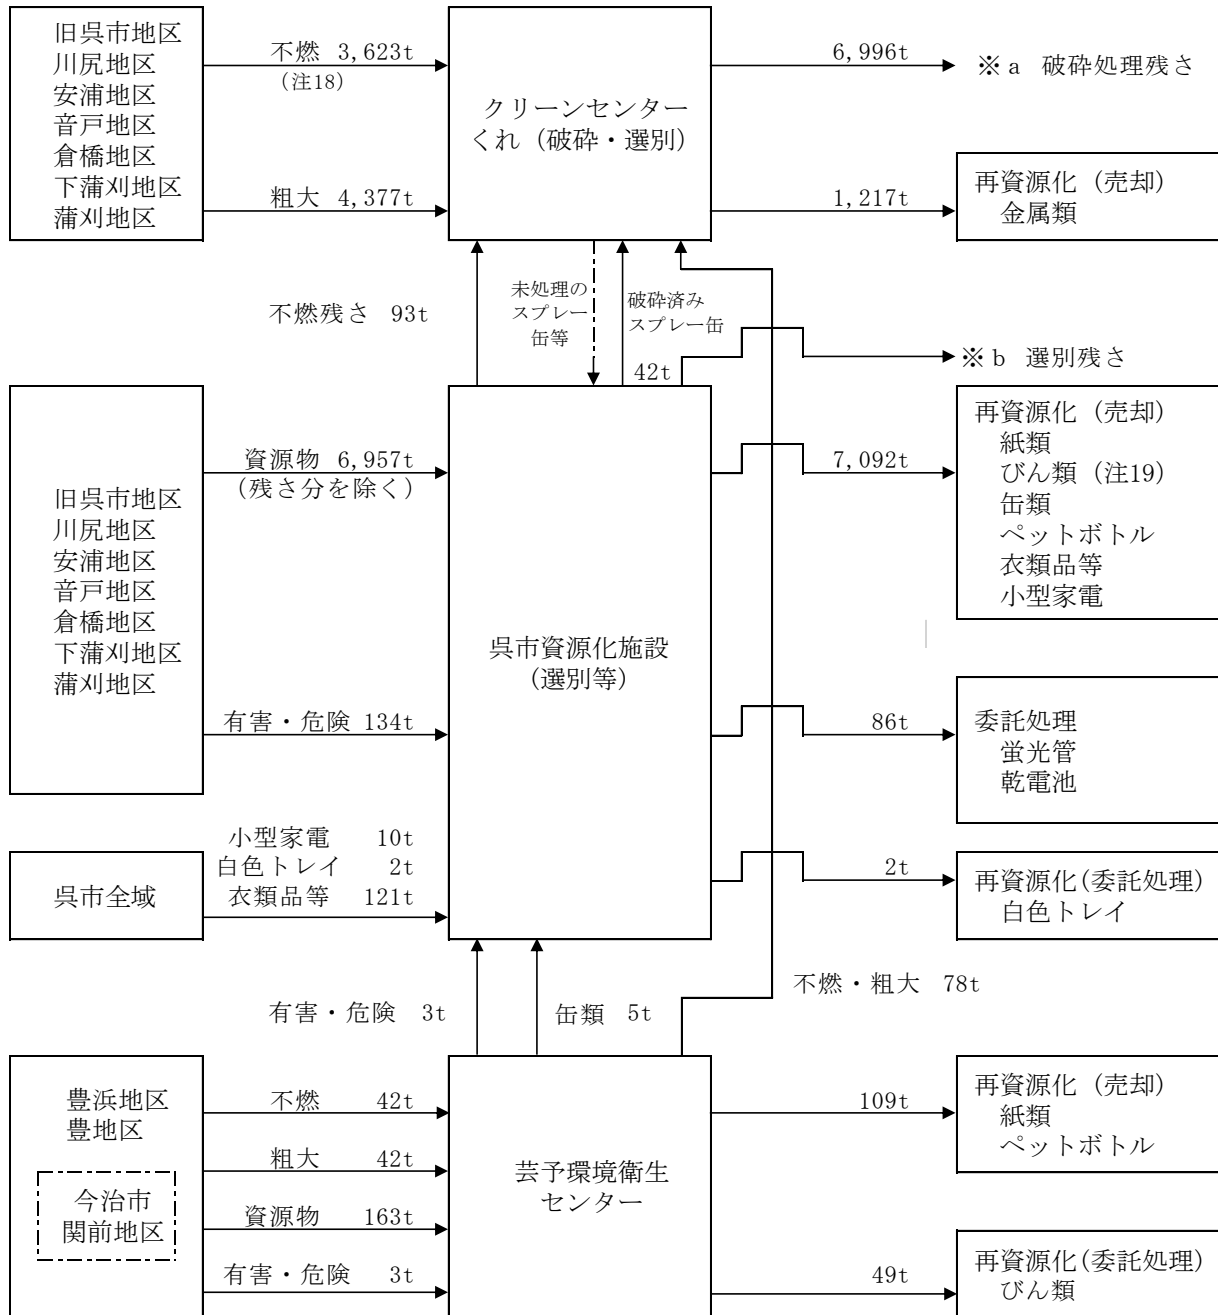 旧呉市地区
川尻地区
安浦地区
音戸地区
倉橋地区
下蒲刈地区
蒲刈地区
不燃 3,623t
(注18)
粗大 4,377t
クリーンセンター
くれ（破砕・選別）
6,996t
※a 破砕処理残さ
1,217t
再資源化（売却）
金属類
不燃残さ 93t
未処理の
スプレー
缶等
破砕済み
スプレー缶
42t
※b 選別残さ
旧呉市地区
川尻地区
安浦地区
音戸地区
倉橋地区
下蒲刈地区
蒲刈地区
資源物 6,957t
(残さ分を除く)
有害・危険 134t
呉市資源化施設
（選別等）
7,092t
再資源化（売却）
紙類
びん類（注19）
缶類
ペットボトル
衣類品等
小型家電
86t
委託処理
蛍光管
乾電池
呉市全域
小型家電 10t
白色トレイ 2t
衣類品等 121t
2t
再資源化(委託処理)
白色トレイ
有害・危険 3t
缶類 5t
不燃・粗大 78t
豊浜地区
豊地区
今治市
関前地区
不燃 42t
粗大 42t
資源物 163t
有害・危険 3t
芸予環境衛生
センター
109t
再資源化（売却）
紙類
ペットボトル
49t
再資源化(委託処理)
びん類